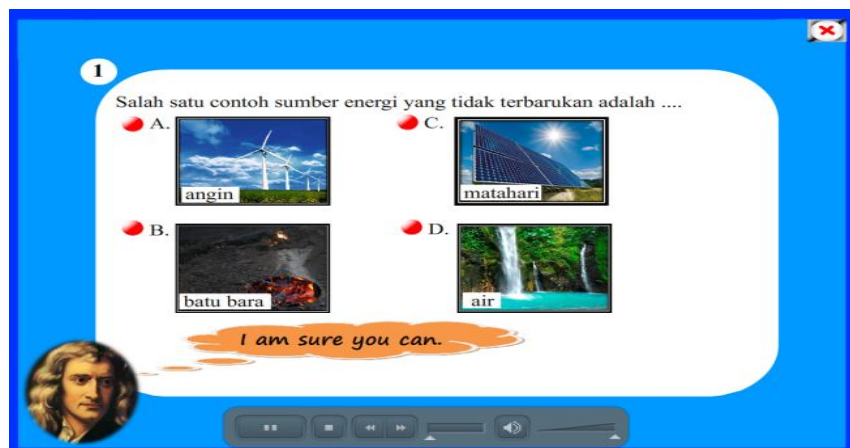 1
Salah satu contoh sumber energi yang tidak terbarukan adalah ....
A.
angin
C.
matahari
B.
batu bara
D.
air
I am sure you can.